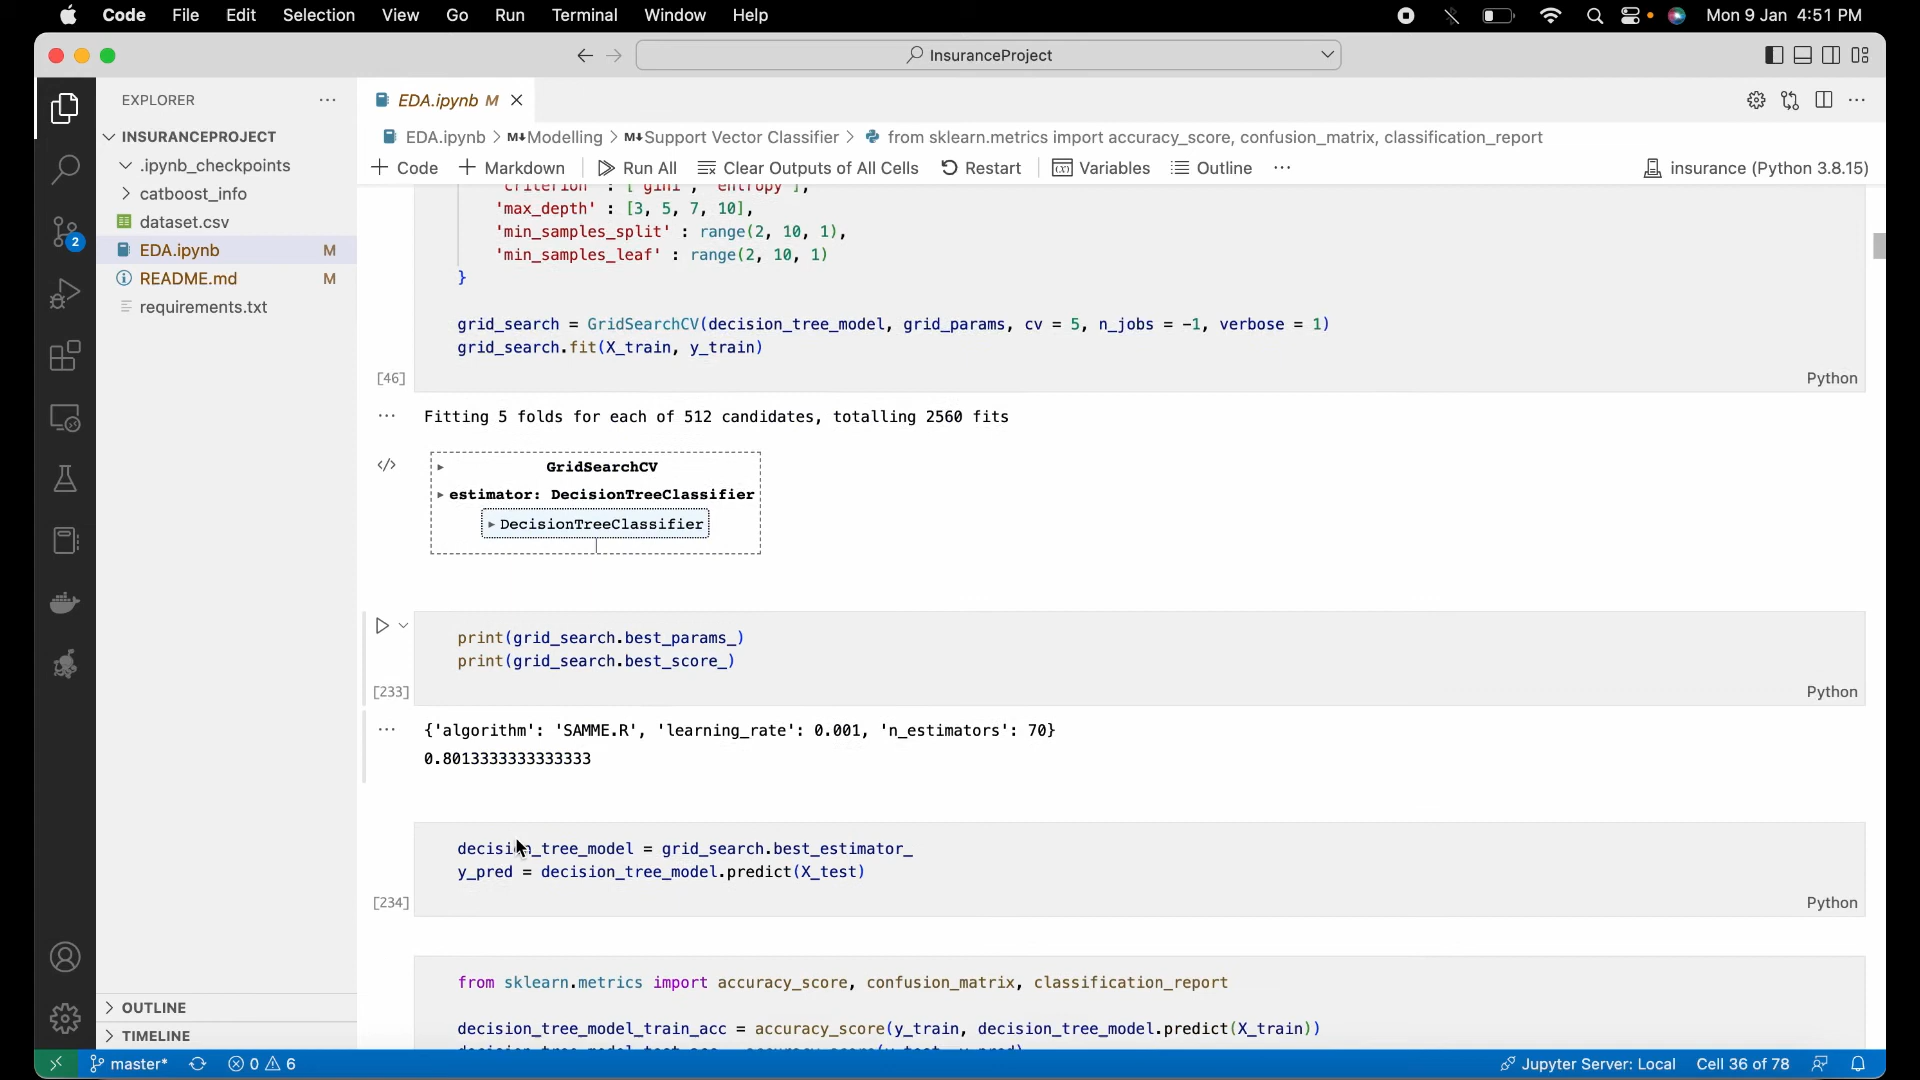 Code File Edit Selection View Go Run Terminal Window Help Mon 9 Jan 4:51 PM
InsuranceProject
EXPLORER
INSURANCEPROJECT
.ipynb_checkpoints
catboost_info
dataset.csv
EDA.ipynb M
README.md M
requirements.txt
OUTLINE
TIMELINE
EDA.ipynb M
EDA.ipynb > M↓Modelling > M↓Support Vector Classifier > from sklearn.metrics import accuracy_score, confusion_matrix, classification_report
+ Code + Markdown Run All Clear Outputs of All Cells Restart Variables Outline ... insurance (Python 3.8.15)
'criterion' : ['gini', 'entropy'],
'max_depth' : [3, 5, 7, 10],
'min_samples_split' : range(2, 10, 1),
'min_samples_leaf' : range(2, 10, 1)
}
grid_search = GridSearchCV(decision_tree_model, grid_params, cv = 5, n_jobs = -1, verbose = 1)
grid_search.fit(X_train, y_train)
[46] Python
... Fitting 5 folds for each of 512 candidates, totalling 2560 fits
</> GridSearchCV
estimator: DecisionTreeClassifier
DecisionTreeClassifier
print(grid_search.best_params_)
print(grid_search.best_score_)
[233] Python
... {'algorithm': 'SAMME.R', 'learning_rate': 0.001, 'n_estimators': 70}
0.8013333333333333
decision_tree_model = grid_search.best_estimator_
y_pred = decision_tree_model.predict(X_test)
[234] Python
from sklearn.metrics import accuracy_score, confusion_matrix, classification_report
decision_tree_model_train_acc = accuracy_score(y_train, decision_tree_model.predict(X_train))
2
master* 0 6 Jupyter Server: Local Cell 36 of 78